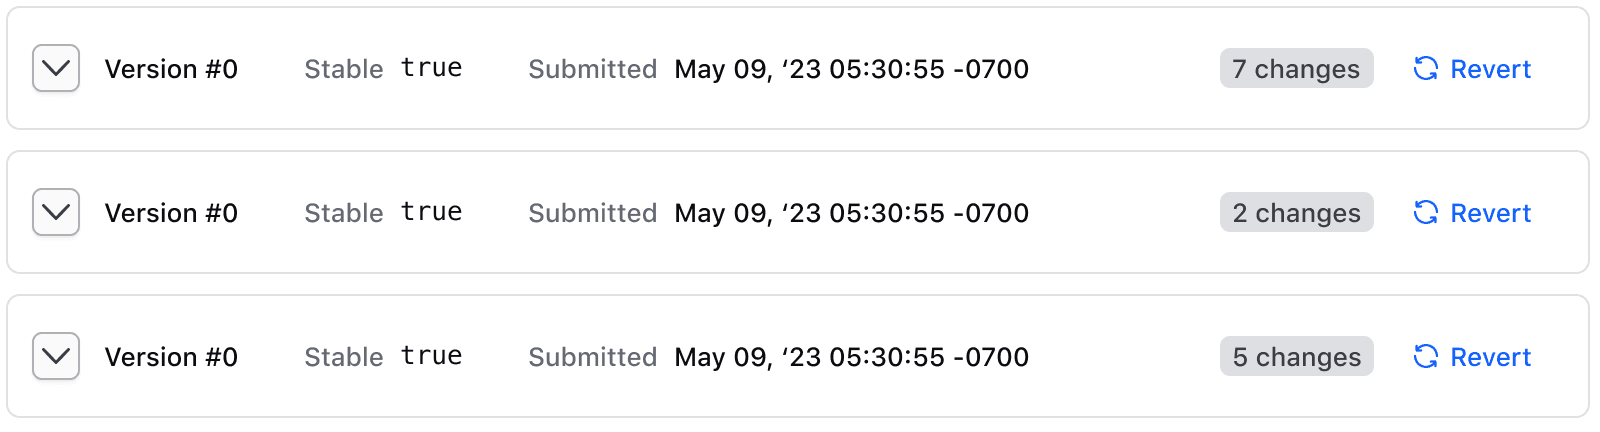 Version #0 Stable true Submitted May 09, ‘23 05:30:55 -0700 7 changes Revert
Version #0 Stable true Submitted May 09, ‘23 05:30:55 -0700 2 changes Revert
Version #0 Stable true Submitted May 09, ‘23 05:30:55 -0700 5 changes Revert